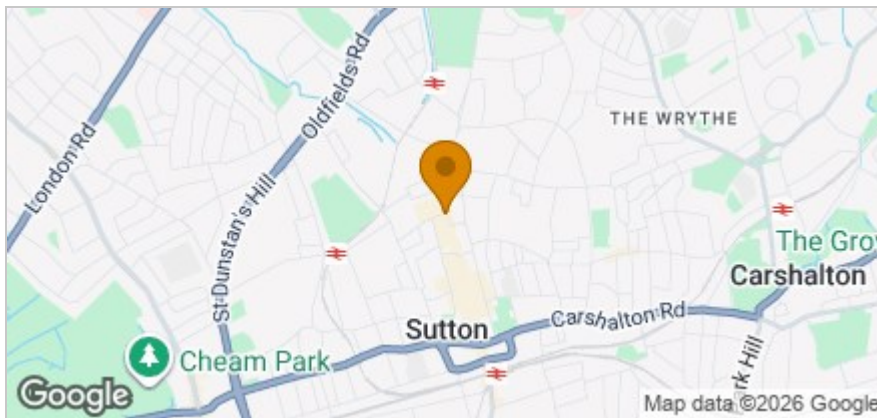 London Rd
Oldfields Rd
THE WRYTHE
St Dunstan's Hill
The Gro
Carshalton
Sutton
Carshalton Rd
Cheam Park
rk Hill
Google
Map data ©2026 Google